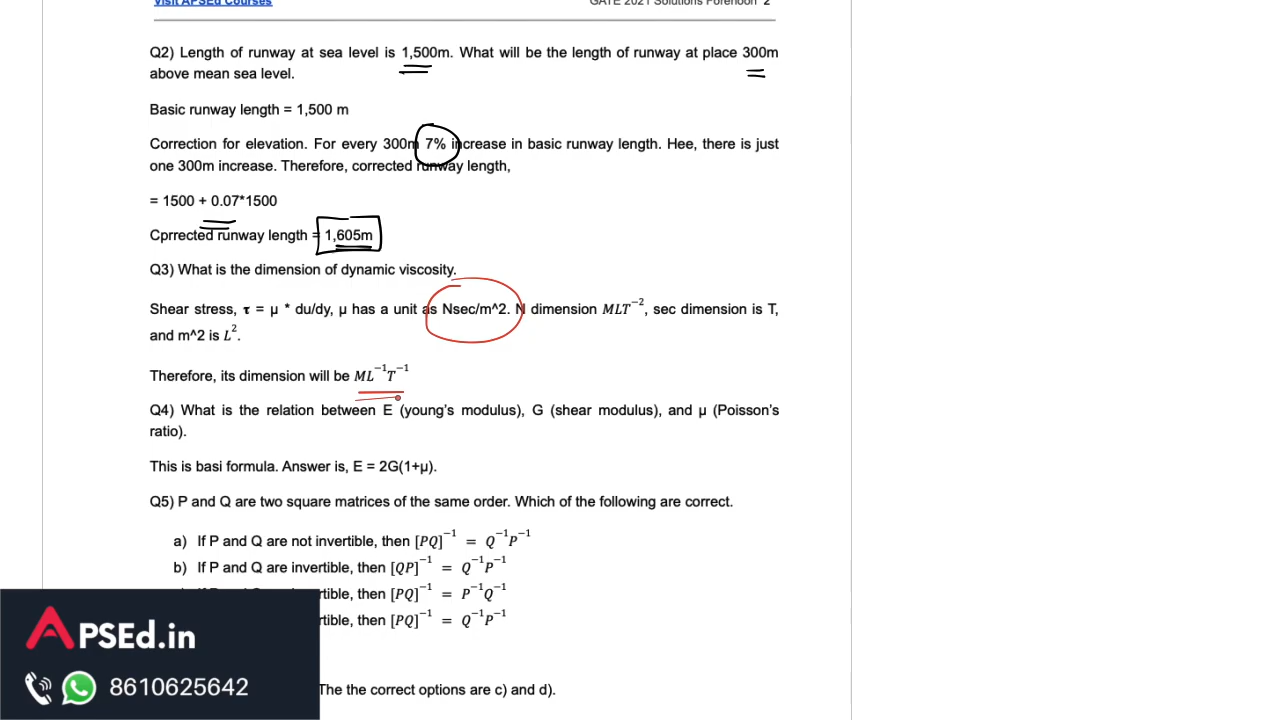 Visit APSEd Courses
GATE 2021 Solutions Forenoon 2
Q2) Length of runway at sea level is 1,500m. What will be the length of runway at place 300m
above mean sea level.
Basic runway length = 1,500 m
Correction for elevation. For every 300m 7% increase in basic runway length. Hee, there is just
one 300m increase. Therefore, corrected runway length,
= 1500 + 0.07*1500
Cprrected runway length = 1,605m
Q3) What is the dimension of dynamic viscosity.
Shear stress, τ = μ * du/dy, μ has a unit as Nsec/m^2. N dimension MLT⁻², sec dimension is T,
and m^2 is L².
Therefore, its dimension will be ML⁻¹T⁻¹
Q4) What is the relation between E (young's modulus), G (shear modulus), and μ (Poisson's
ratio).
This is basi formula. Answer is, E = 2G(1+μ).
Q5) P and Q are two square matrices of the same order. Which of the following are correct.
a) If P and Q are not invertible, then [PQ]⁻¹ = Q⁻¹P⁻¹
b) If P and Q are invertible, then [QP]⁻¹ = Q⁻¹P⁻¹
then [PQ]⁻¹ = P⁻¹Q⁻¹
then [PQ]⁻¹ = Q⁻¹P⁻¹
APSEd.in
8610625642
The the correct options are c) and d).